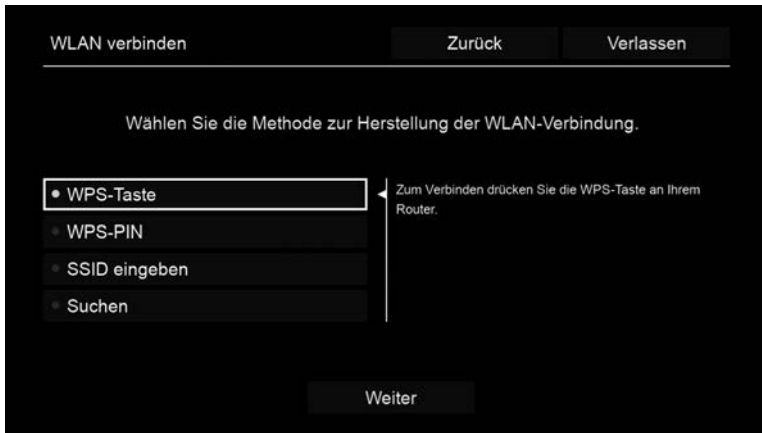 WLAN verbinden
Zurück
Verlassen
Wählen Sie die Methode zur Herstellung der WLAN-Verbindung.
WPS-Taste
Zum Verbinden drücken Sie die WPS-Taste an Ihrem
Router.
WPS-PIN
SSID eingeben
Suchen
Weiter